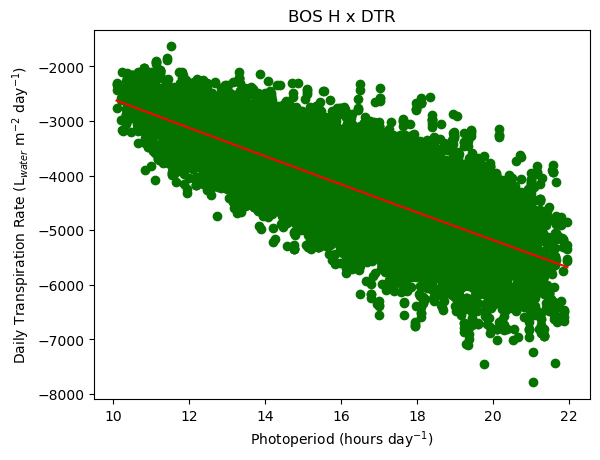 BOS H x DTR
Daily Transpiration Rate (L_water m⁻² day⁻¹)
−2000
−3000
−4000
−5000
−6000
−7000
−8000
10 12 14 16 18 20 22
Photoperiod (hours day⁻¹)